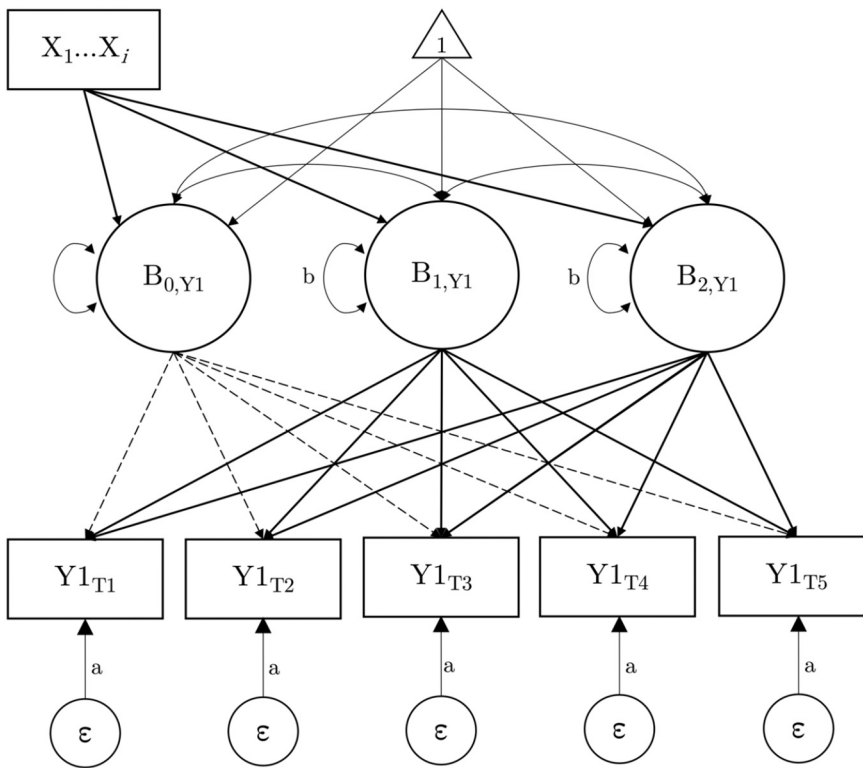 X₁...Xᵢ
1
B₀,Y₁
b
B₁,Y₁
b
B₂,Y₁
Y1T1
Y1T2
Y1T3
Y1T4
Y1T5
a
a
a
a
a
ε
ε
ε
ε
ε